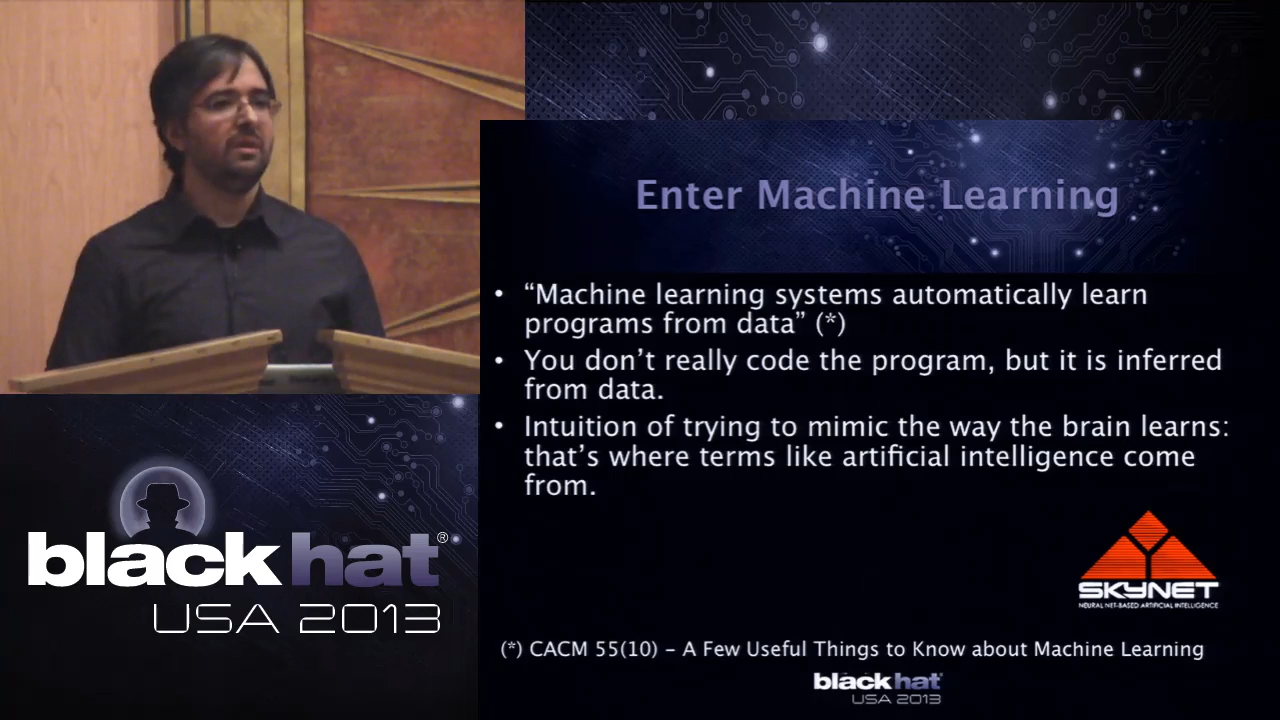 Enter Machine Learning
• “Machine learning systems automatically learn
programs from data” (*)
• You don’t really code the program, but it is inferred
from data.
• Intuition of trying to mimic the way the brain learns:
that’s where terms like artificial intelligence come
from.
SKYNET
NEURAL NET-BASED ARTIFICIAL INTELLIGENCE
(*) CACM 55(10) – A Few Useful Things to Know about Machine Learning
black hat
USA 2013
black hat®
USA 2013